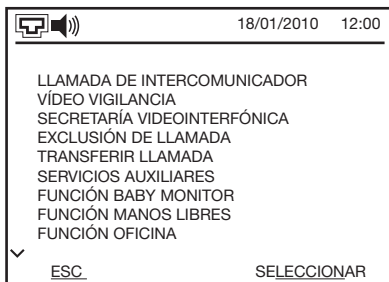 18/01/2010 12:00
LLAMADA DE INTERCOMUNICADOR
VÍDEO VIGILANCIA
SECRETARÍA VIDEOINTERFÓNICA
EXCLUSIÓN DE LLAMADA
TRANSFERIR LLAMADA
SERVICIOS AUXILIARES
FUNCIÓN BABY MONITOR
FUNCIÓN MANOS LIBRES
FUNCIÓN OFICINA
ESC SELECCIONAR